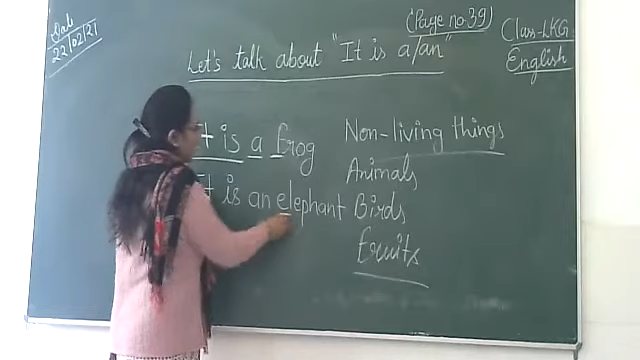 Date
22/02/21
(Page no.39)
Class-LKG
English
Let's talk about "It is a/an"
It is a frog
It is an elephant
Non-living things
Animals
Birds
Fruits